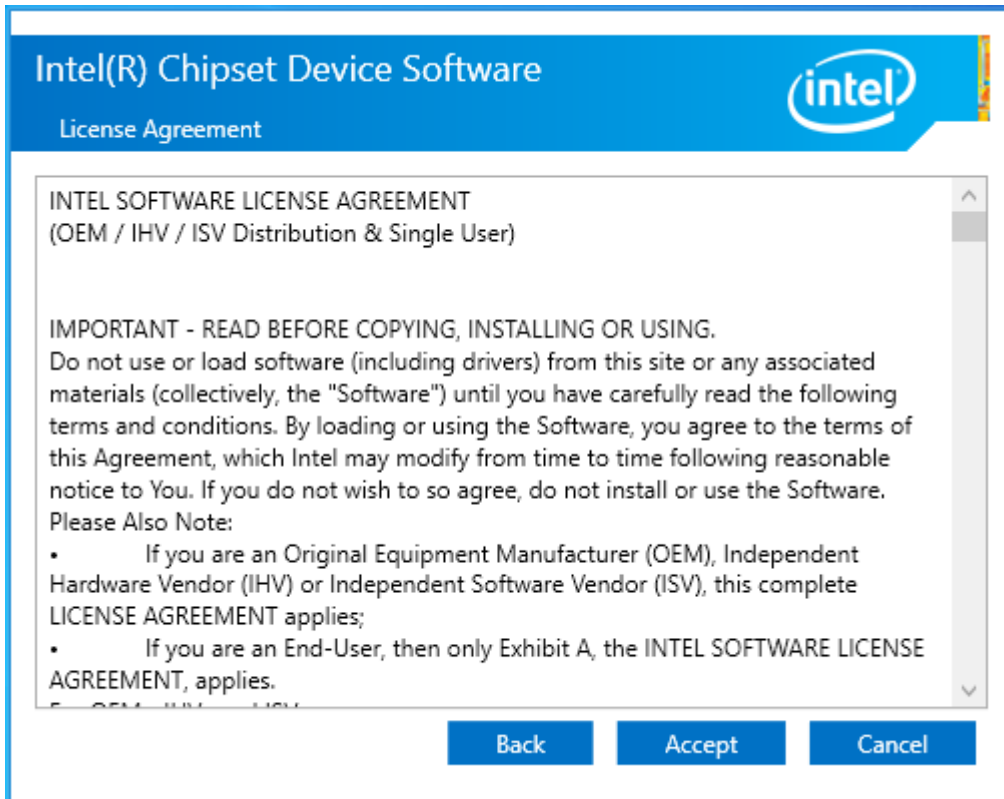 Intel(R) Chipset Device Software
intel
License Agreement
INTEL SOFTWARE LICENSE AGREEMENT
(OEM / IHV / ISV Distribution & Single User)
IMPORTANT - READ BEFORE COPYING, INSTALLING OR USING.
Do not use or load software (including drivers) from this site or any associated
materials (collectively, the "Software") until you have carefully read the following
terms and conditions. By loading or using the Software, you agree to the terms of
this Agreement, which Intel may modify from time to time following reasonable
notice to You. If you do not wish to so agree, do not install or use the Software.
Please Also Note:
• If you are an Original Equipment Manufacturer (OEM), Independent
Hardware Vendor (IHV) or Independent Software Vendor (ISV), this complete
LICENSE AGREEMENT applies;
• If you are an End-User, then only Exhibit A, the INTEL SOFTWARE LICENSE
AGREEMENT, applies.
Back Accept Cancel